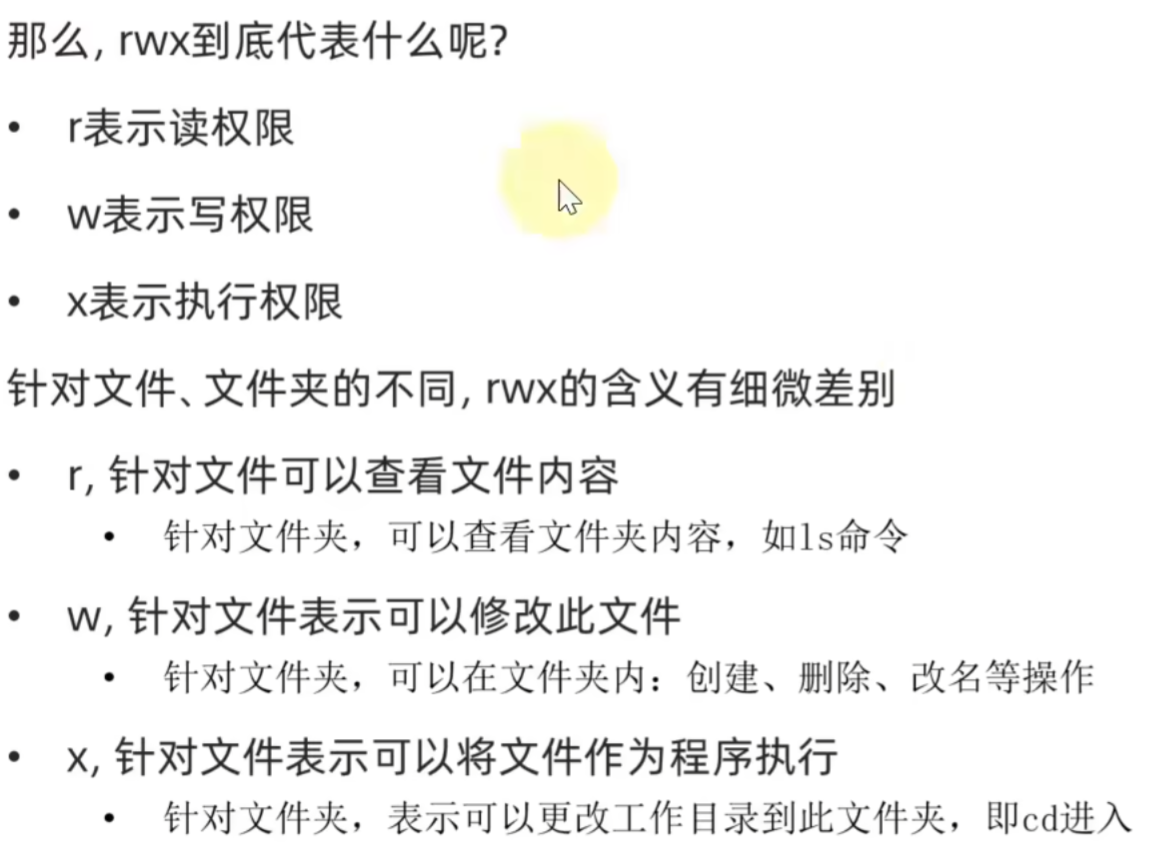 那么, rwx到底代表什么呢?
• r表示读权限
• w表示写权限
• x表示执行权限
针对文件、文件夹的不同, rwx的含义有细微差别
• r, 针对文件可以查看文件内容
• 针对文件夹，可以查看文件夹内容，如ls命令
• w, 针对文件表示可以修改此文件
• 针对文件夹，可以在文件夹内：创建、删除、改名等操作
• x, 针对文件表示可以将文件作为程序执行
• 针对文件夹，表示可以更改工作目录到此文件夹，即cd进入